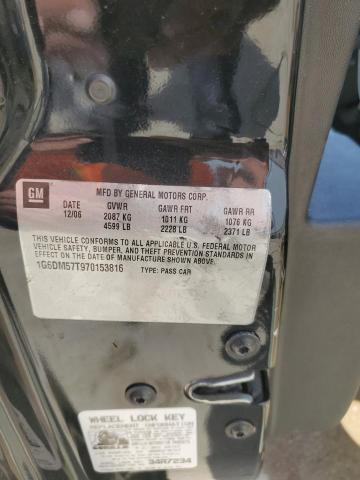 GM
MFD BY GENERAL MOTORS CORP.
DATE GVWR GAWR FRT GAWR RR
12/06 2087 KG 1011 KG 1076 KG
4599 LB 2228 LB 2371 LB
THIS VEHICLE CONFORMS TO ALL APPLICABLE U.S. FEDERAL MOTOR
VEHICLE SAFETY, BUMPER, AND THEFT PREVENTION STANDARDS
IN EFFECT ON THE DATE OF MANUFACTURE SHOWN ABOVE.
1G6DM57T970153816 TYPE: PASS CAR
WHEEL LOCK KEY
REPLACEMENT INFORMATION
34R7234